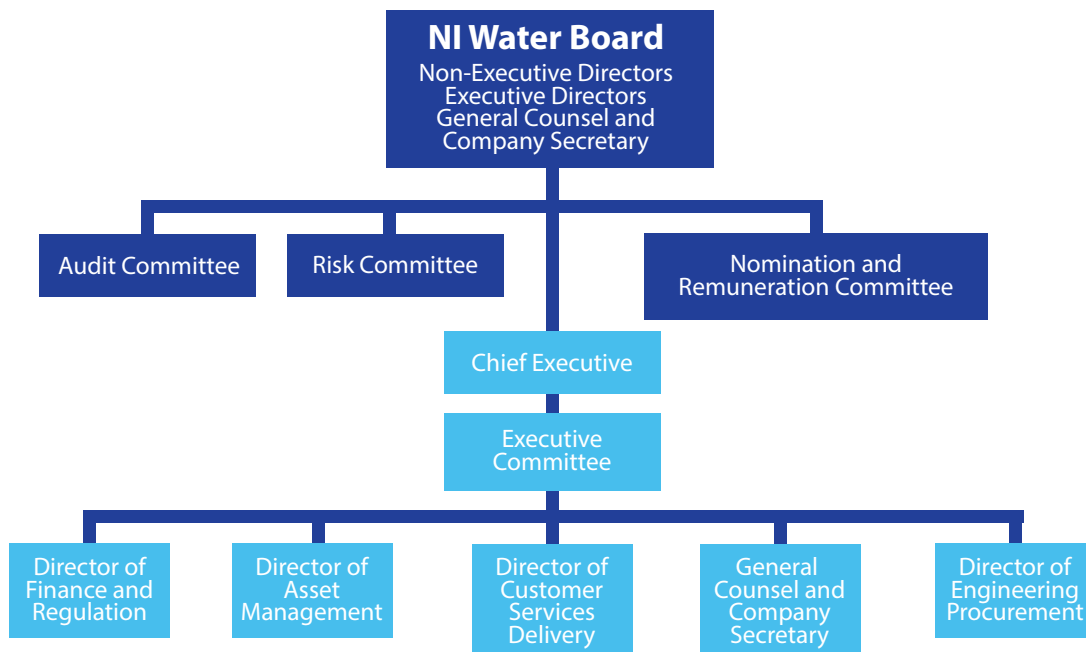 NI Water Board
Non-Executive Directors
Executive Directors
General Counsel and
Company Secretary
Audit Committee
Risk Committee
Nomination and
Remuneration Committee
Chief Executive
Executive
Committee
Director of
Finance and
Regulation
Director of
Asset
Management
Director of
Customer
Services
Delivery
General
Counsel and
Company
Secretary
Director of
Engineering
Procurement